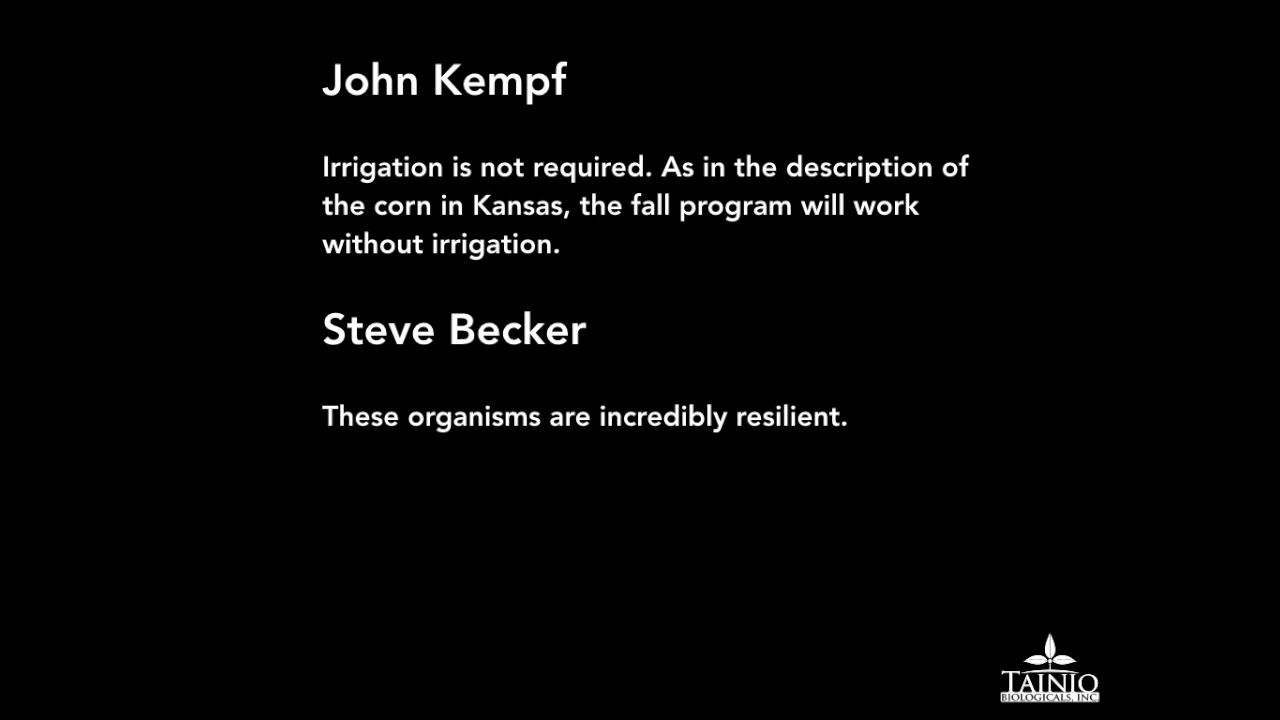 John Kempf
Irrigation is not required. As in the description of
the corn in Kansas, the fall program will work
without irrigation.
Steve Becker
These organisms are incredibly resilient.
TAINIO
BIOLOGICALS, INC